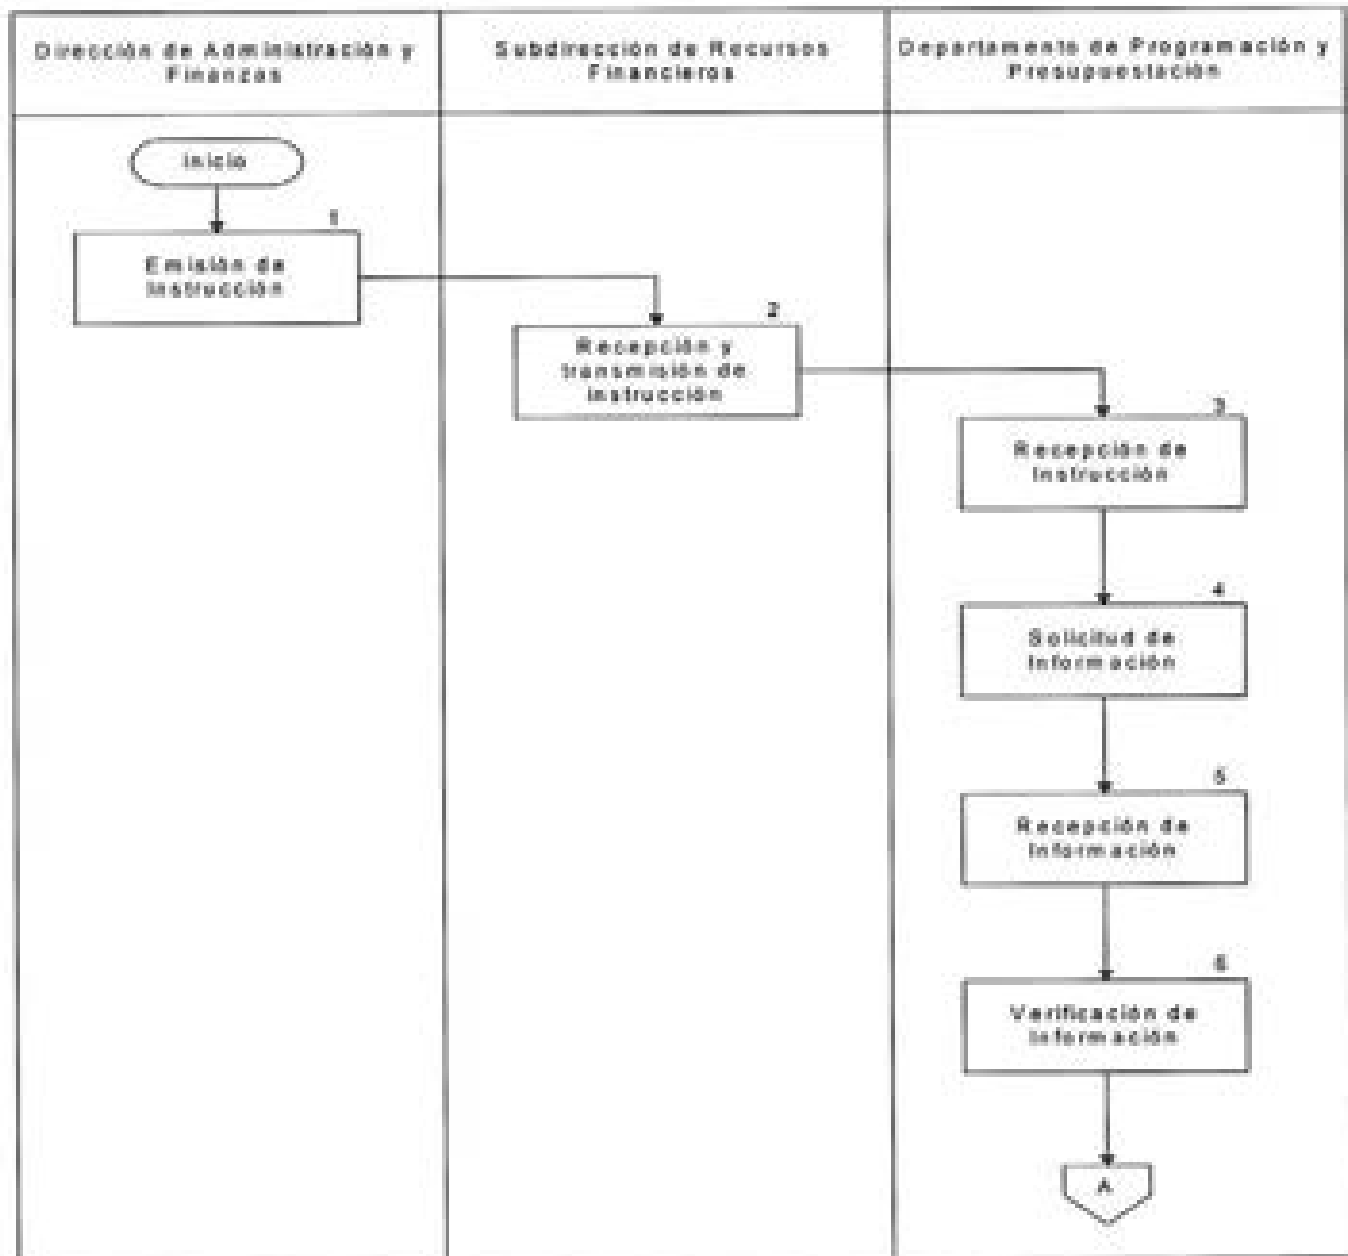 Dirección de Administración y
Finanzas
Subdirección de Recursos
Financieros
Departamento de Programación y
Presupuestación
Inicio
1
Emisión de
Instrucción
2
Recepción y
transmisión de
instrucción
3
Recepción de
Instrucción
4
Solicitud de
Información
5
Recepción de
Información
6
Verificación de
Información
A